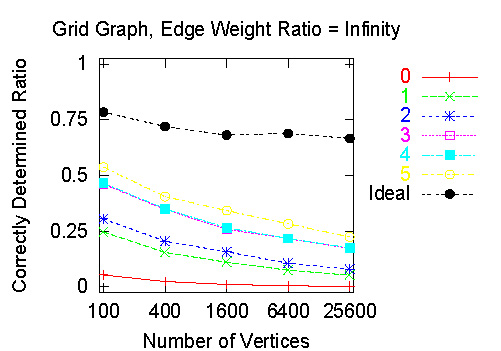 Grid Graph, Edge Weight Ratio = Infinity
Correctly Determined Ratio
1
0.75
0.5
0.25
0
100 400 1600 6400 25600
Number of Vertices
0
1
2
3
4
5
Ideal